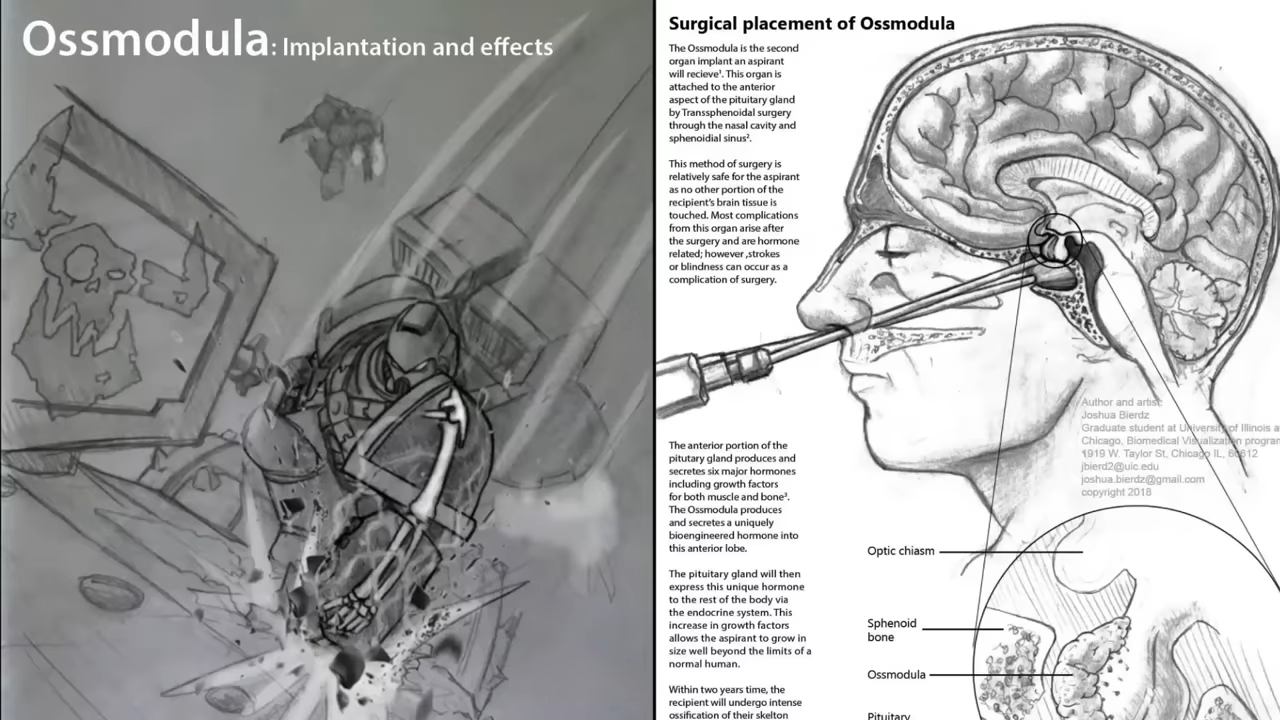 Ossmodula: Implantation and effects
Surgical placement of Ossmodula
The Ossmodula is the second
organ implant an aspirant
will recieve¹. This organ is
attached to the anterior
aspect of the pituitary gland
by Transsphenoidal surgery
through the nasal cavity and
sphenoidial sinus².
This method of surgery is
relatively safe for the aspirant
as no other portion of the
recipient's brain tissue is
touched. Most complications
from this organ arise after
the surgery and are hormone
related; however ,strokes
or blindness can occur as a
complication of surgery.
Author and artist:
Joshua Bierdz
Graduate student at University of Illinois a
Chicago, Biomedical Visualization program
1919 W. Taylor St, Chicago IL, 60612
jbierd2@uic.edu
joshua.bierdz@gmail.com
copyright 2018
The anterior portion of the
pitutary gland produces and
secretes six major hormones
including growth factors
for both muscle and bone³.
The Ossmodula produces
and secretes a uniquely
bioengineered hormone into
this anterior lobe.
The pituitary gland will then
express this unique hormone
to the rest of the body via
the endocrine system. This
increase in growth factors
allows the aspirant to grow in
size well beyond the limits of a
normal human.
Within two years time, the
recipient will undergo intense
ossification of their skelton
Optic chiasm
Sphenoid
bone
Ossmodula
Pituitary